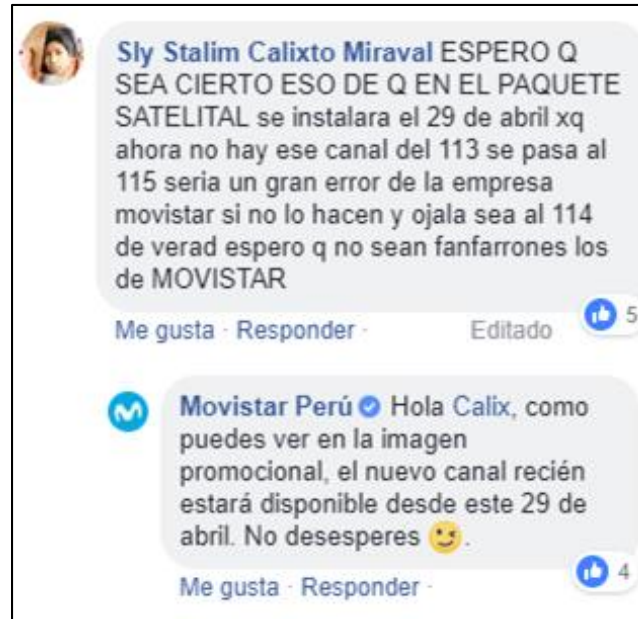 Sly Stalim Calixto Miraval ESPERO Q
SEA CIERTO ESO DE Q EN EL PAQUETE
SATELITAL se instalara el 29 de abril xq
ahora no hay ese canal del 113 se pasa al
115 seria un gran error de la empresa
movistar si no lo hacen y ojala sea al 114
de verad espero q no sean fanfarrones los
de MOVISTAR
5
Me gusta · Responder · Editado
Movistar Perú Hola Calix, como
puedes ver en la imagen
promocional, el nuevo canal recién
estará disponible desde este 29 de
abril. No desesperes 😉.
4
Me gusta · Responder ·